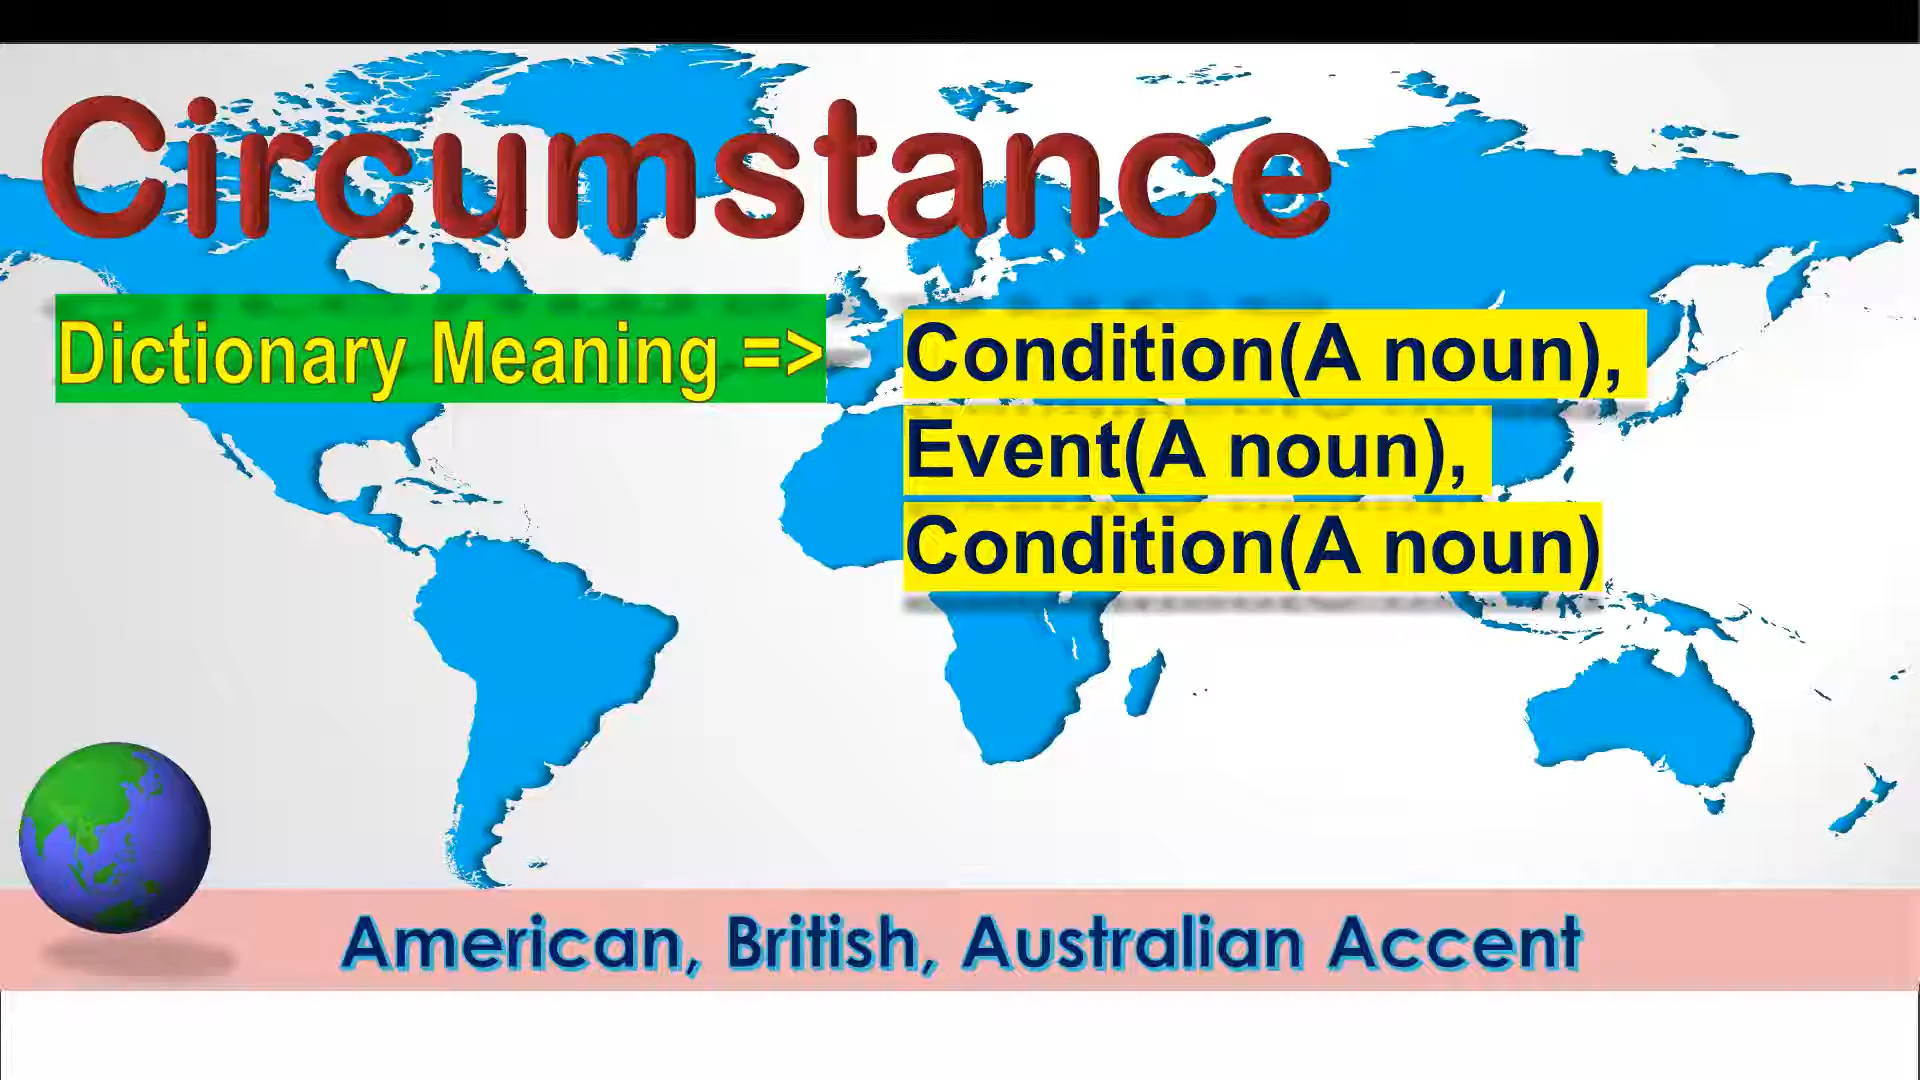 Circumstance
Dictionary Meaning => Condition(A noun),
Event(A noun),
Condition(A noun)
American, British, Australian Accent